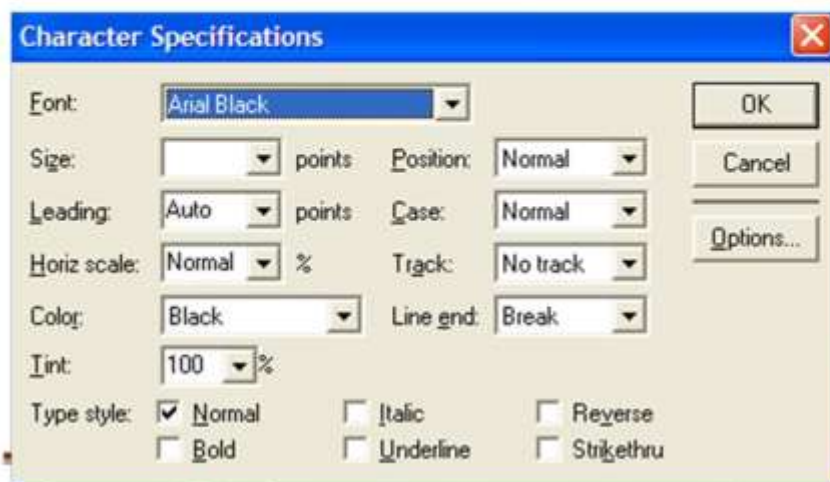 Character Specifications
Font: Arial Black OK
Size: points Position: Normal Cancel
Leading: Auto points Case: Normal
Options...
Horiz scale: Normal % Track: No track
Color: Black Line end: Break
Tint: 100 %
Type style: Normal Italic Reverse
Bold Underline Strikethru